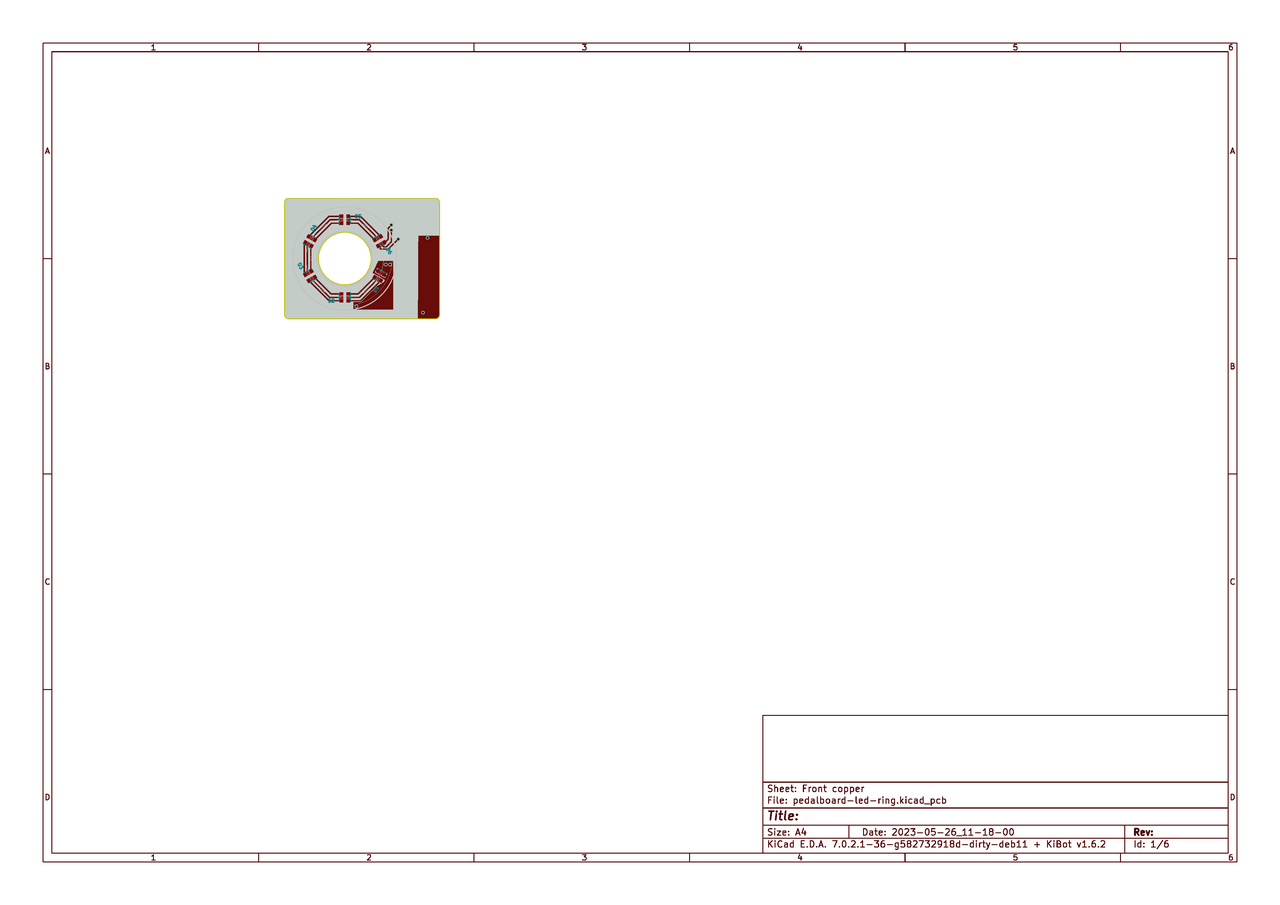 1 2 3 4 5 6
A A
B B
C C
D D
Sheet: Front copper
File: pedalboard-led-ring.kicad_pcb
Title:
Size: A4 Date: 2023-05-26_11-18-00 Rev:
KiCad E.D.A. 7.0.2.1-36-g582732918d-dirty-deb11 + KiBot v1.6.2 Id: 1/6
1 2 3 4 5 6